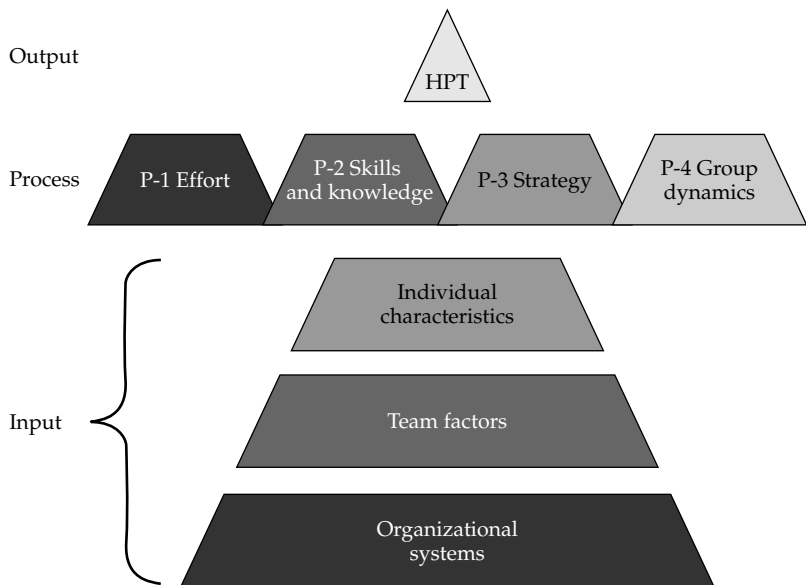 Output
HPT
Process
P-1 Effort
P-2 Skills
and knowledge
P-3 Strategy
P-4 Group
dynamics
Individual
characteristics
Input
Team factors
Organizational
systems